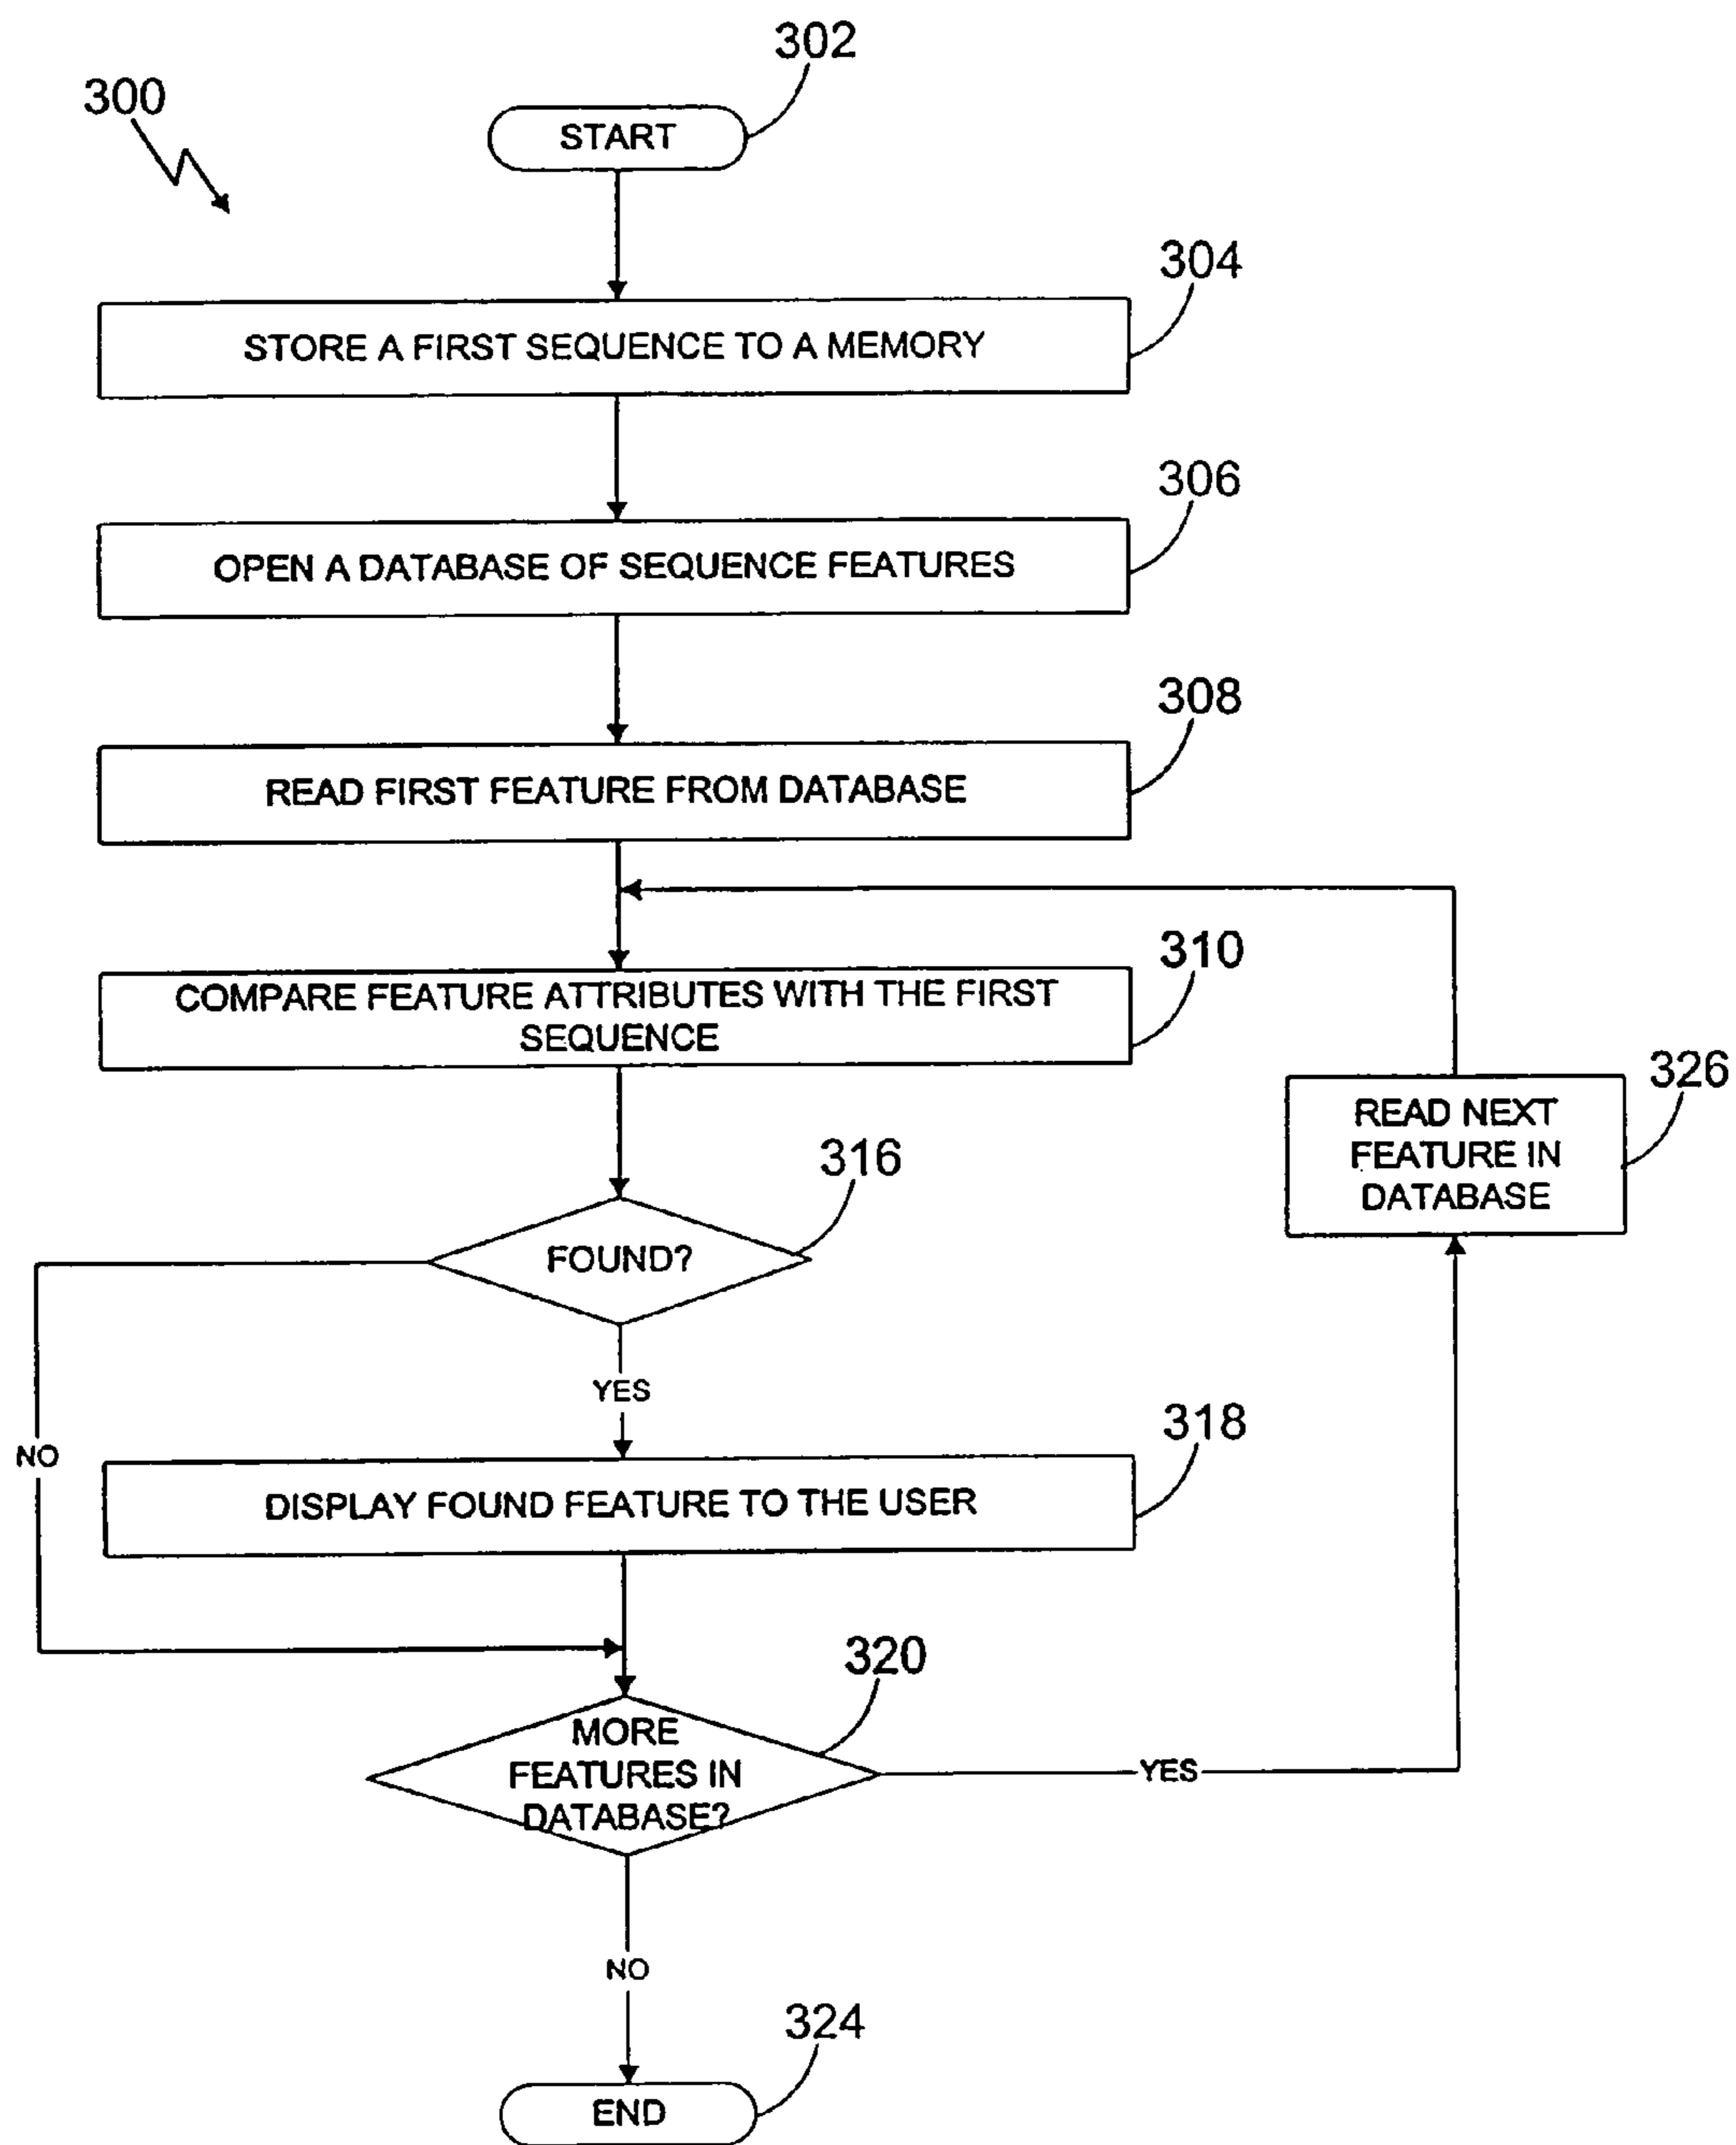 302
300
START
304
STORE A FIRST SEQUENCE TO A MEMORY
306
OPEN A DATABASE OF SEQUENCE FEATURES
308
READ FIRST FEATURE FROM DATABASE
310
COMPARE FEATURE ATTRIBUTES WITH THE FIRST
SEQUENCE
326
READ NEXT
FEATURE IN
DATABASE
316
FOUND?
YES
NO
318
DISPLAY FOUND FEATURE TO THE USER
320
MORE
FEATURES IN
DATABASE?
YES
NO
324
END